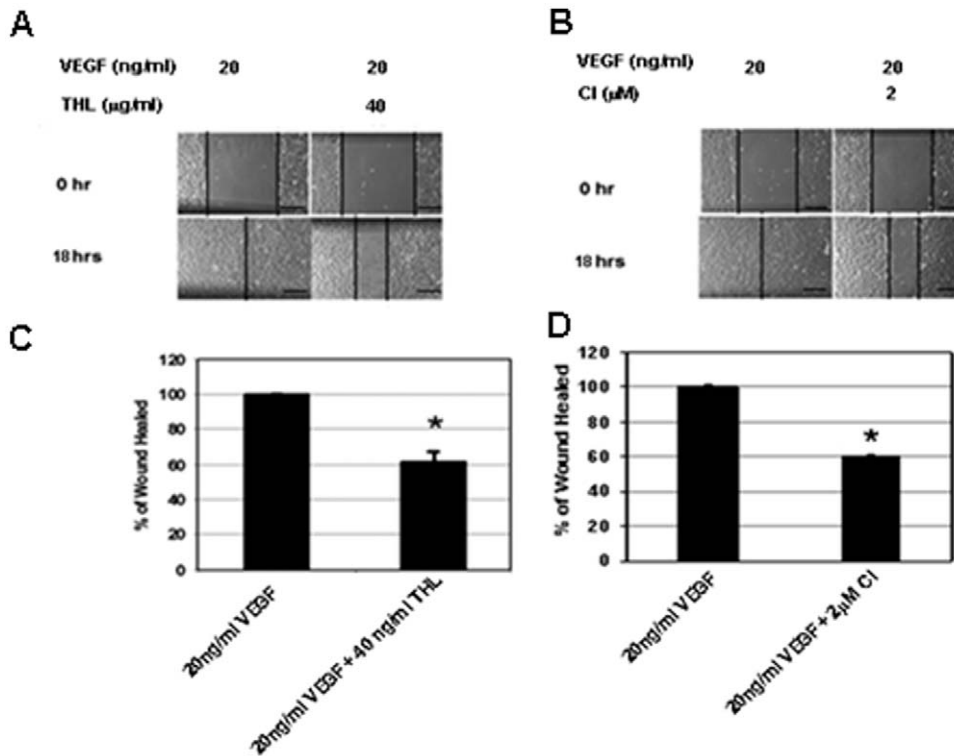 A
VEGF (ng/ml) 20 20
THL (µg/ml) 40
0 hr
18 hrs
B
VEGF (ng/ml) 20 20
CI (µM) 2
0 hr
18 hrs
C
% of Wound Healed
120
100
80
60
40
20
0
*
20ng/ml VEGF
20ng/ml VEGF + 40 ng/ml THL
D
% of Wound Healed
120
100
80
60
40
20
0
*
20ng/ml VEGF
20ng/ml VEGF + 2µM CI